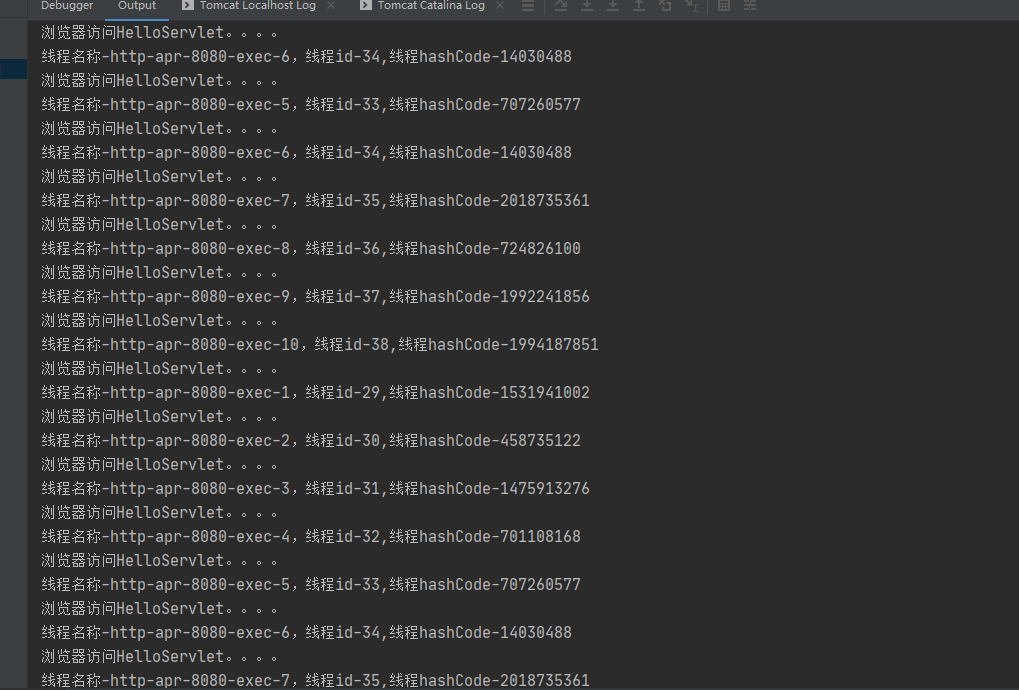 Debugger Output Tomcat Localhost Log Tomcat Catalina Log
浏览器访问HelloServlet。。。。
线程名称-http-apr-8080-exec-6，线程id-34,线程hashCode-14030488
浏览器访问HelloServlet。。。。
线程名称-http-apr-8080-exec-5，线程id-33,线程hashCode-707260577
浏览器访问HelloServlet。。。。
线程名称-http-apr-8080-exec-6，线程id-34,线程hashCode-14030488
浏览器访问HelloServlet。。。。
线程名称-http-apr-8080-exec-7，线程id-35,线程hashCode-2018735361
浏览器访问HelloServlet。。。。
线程名称-http-apr-8080-exec-8，线程id-36,线程hashCode-724826100
浏览器访问HelloServlet。。。。
线程名称-http-apr-8080-exec-9，线程id-37,线程hashCode-1992241856
浏览器访问HelloServlet。。。。
线程名称-http-apr-8080-exec-10，线程id-38,线程hashCode-1994187851
浏览器访问HelloServlet。。。。
线程名称-http-apr-8080-exec-1，线程id-29,线程hashCode-1531941002
浏览器访问HelloServlet。。。。
线程名称-http-apr-8080-exec-2，线程id-30,线程hashCode-458735122
浏览器访问HelloServlet。。。。
线程名称-http-apr-8080-exec-3，线程id-31,线程hashCode-1475913276
浏览器访问HelloServlet。。。。
线程名称-http-apr-8080-exec-4，线程id-32,线程hashCode-701108168
浏览器访问HelloServlet。。。。
线程名称-http-apr-8080-exec-5，线程id-33,线程hashCode-707260577
浏览器访问HelloServlet。。。。
线程名称-http-apr-8080-exec-6，线程id-34,线程hashCode-14030488
浏览器访问HelloServlet。。。。
线程名称-http-apr-8080-exec-7，线程id-35,线程hashCode-2018735361